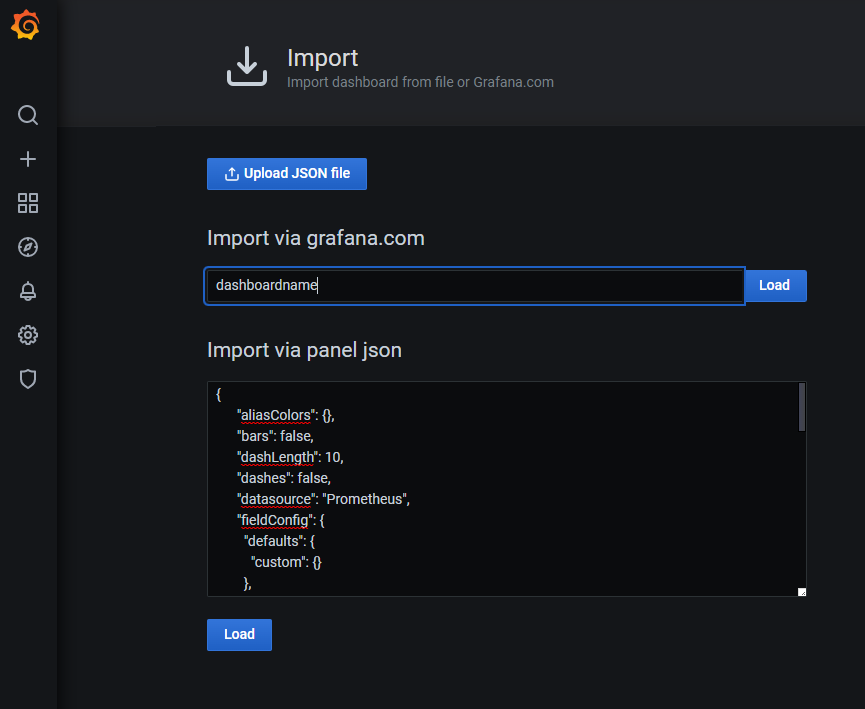 Import
Import dashboard from file or Grafana.com
Upload JSON file
Import via grafana.com
dashboardname
Load
Import via panel json
{
"aliasColors": {},
"bars": false,
"dashLength": 10,
"dashes": false,
"datasource": "Prometheus",
"fieldConfig": {
"defaults": {
"custom": {}
},
Load